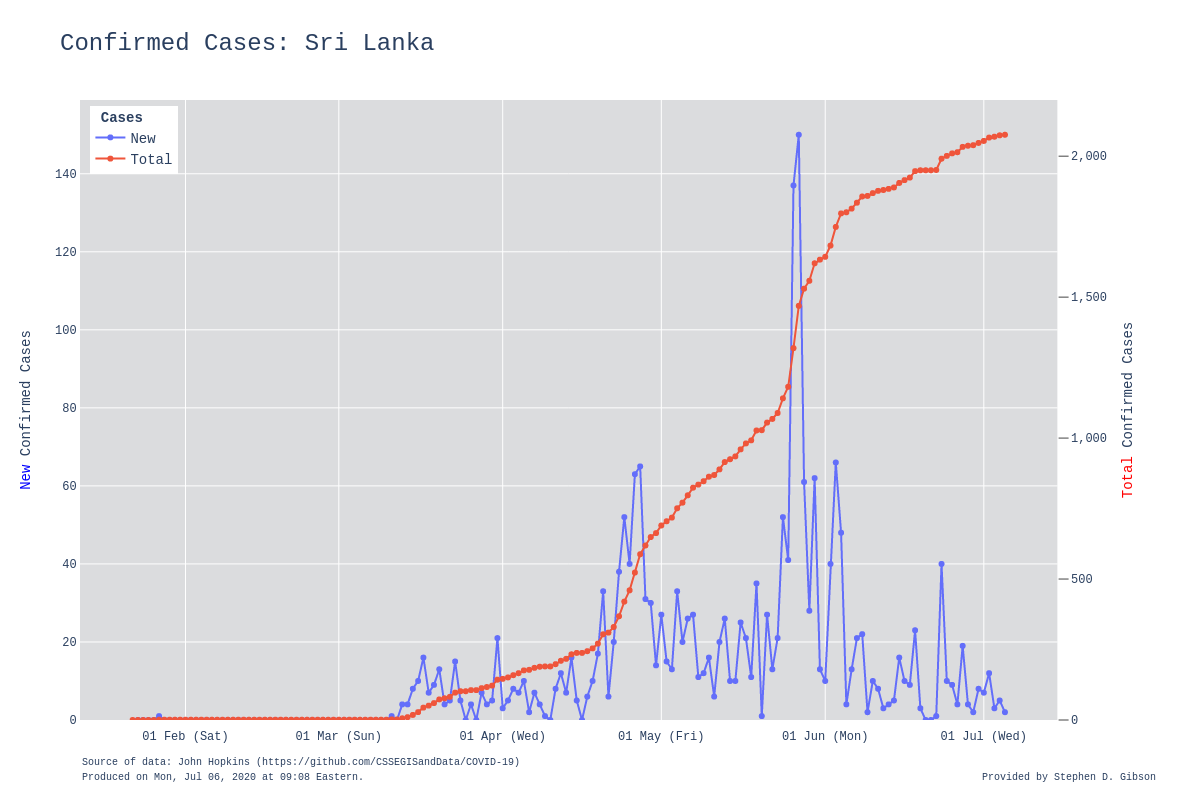 Confirmed Cases: Sri Lanka
Cases
New
Total
140
120
100
80
60
40
20
0
New Confirmed Cases
2,000
1,500
1,000
500
0
Total Confirmed Cases
01 Feb (Sat)
01 Mar (Sun)
01 Apr (Wed)
01 May (Fri)
01 Jun (Mon)
01 Jul (Wed)
Source of data: John Hopkins (https://github.com/CSSEGISandData/COVID-19)
Produced on Mon, Jul 06, 2020 at 09:08 Eastern.
Provided by Stephen D. Gibson